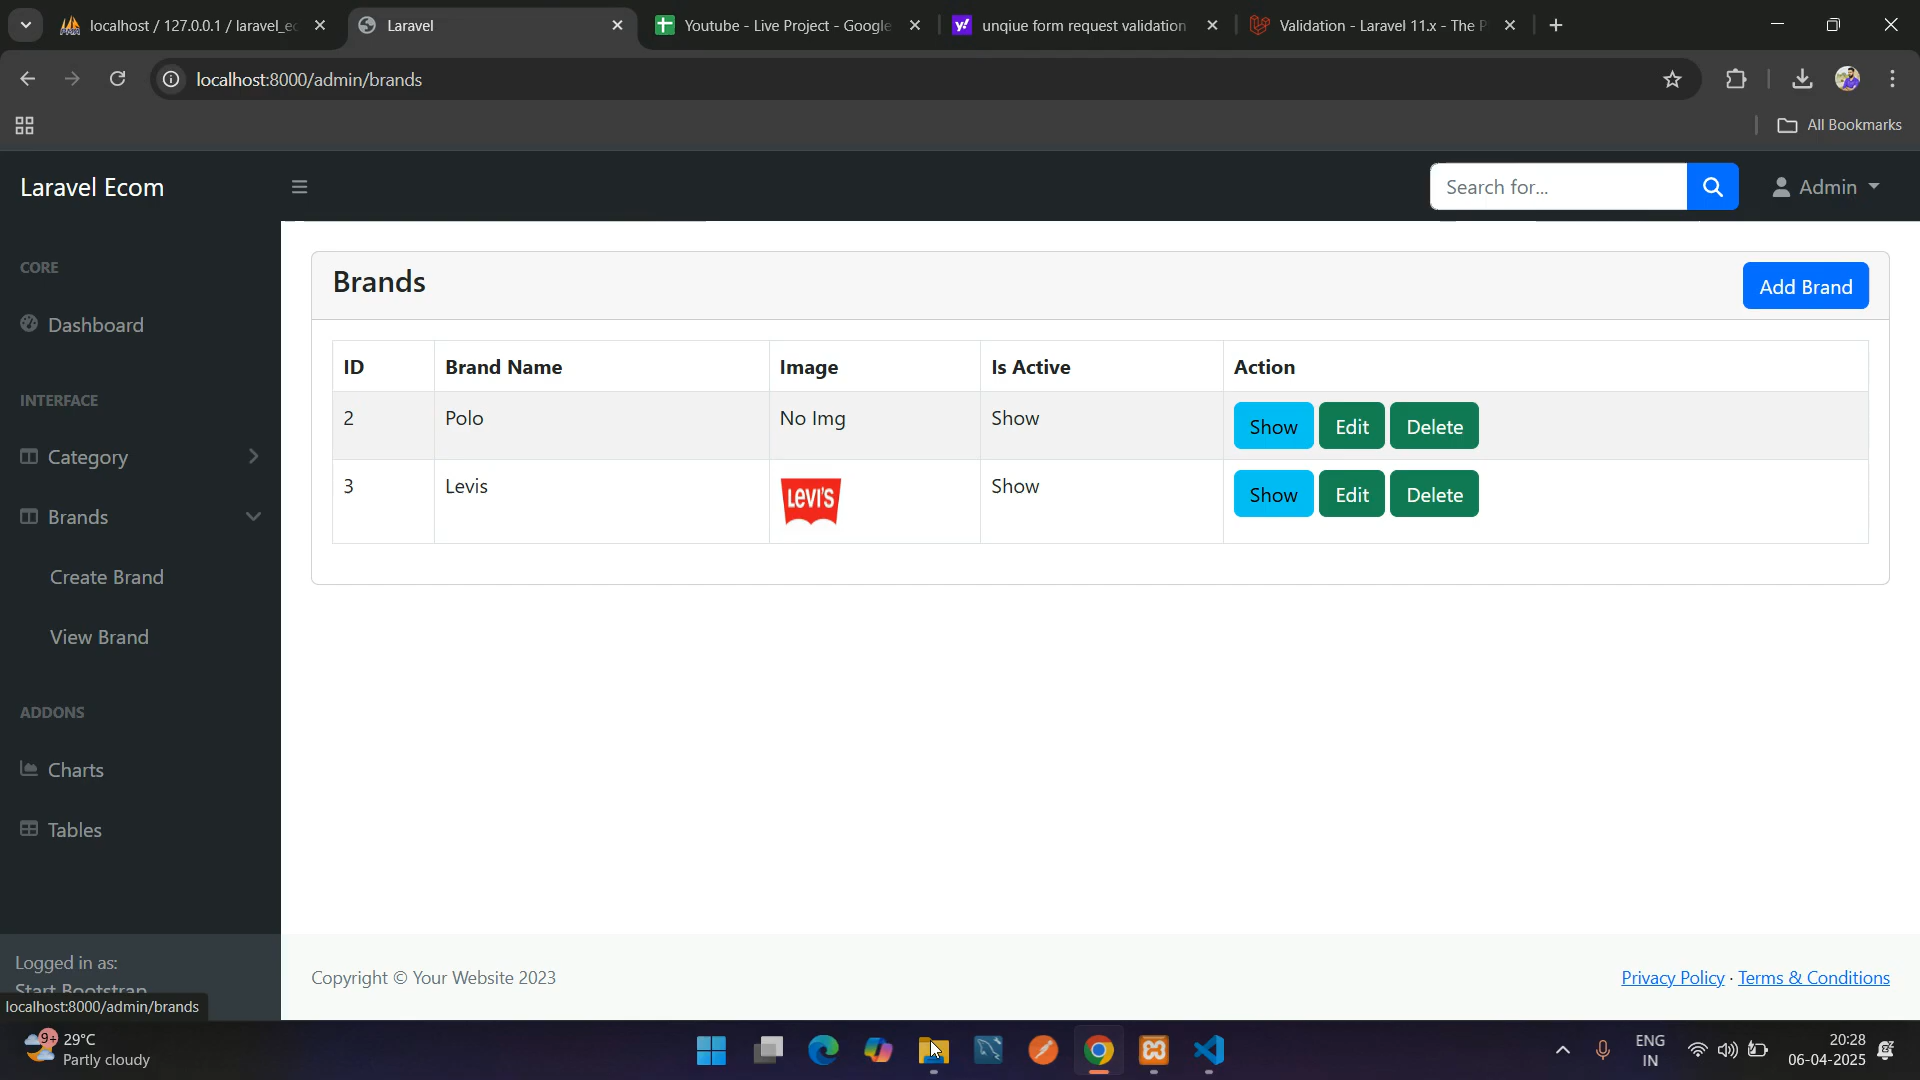 localhost / 127.0.0.1 / laravel_ec
Laravel
Youtube - Live Project - Google
unqiue form request validation
Validation - Laravel 11.x - The P
localhost:8000/admin/brands
All Bookmarks
Laravel Ecom
Search for...
Admin
CORE
Dashboard
INTERFACE
Category
Brands
Create Brand
View Brand
ADDONS
Charts
Tables
Logged in as:
Start Bootstrap
localhost:8000/admin/brands
Brands
Add Brand
ID Brand Name Image Is Active Action
2 Polo No Img Show Show Edit Delete
3 Levis LEVI'S Show Show Edit Delete
Copyright © Your Website 2023
Privacy Policy · Terms & Conditions
9+
29°C
Partly cloudy
ENG
IN
20:28
06-04-2025